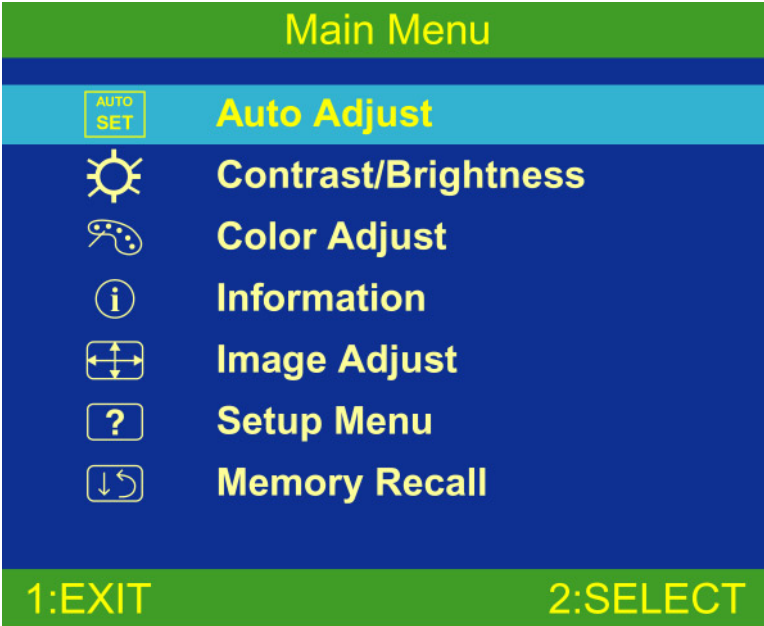 Main Menu
AUTO
SET
Auto Adjust
Contrast/Brightness
Color Adjust
i
Information
Image Adjust
?
Setup Menu
Memory Recall
1:EXIT 2:SELECT